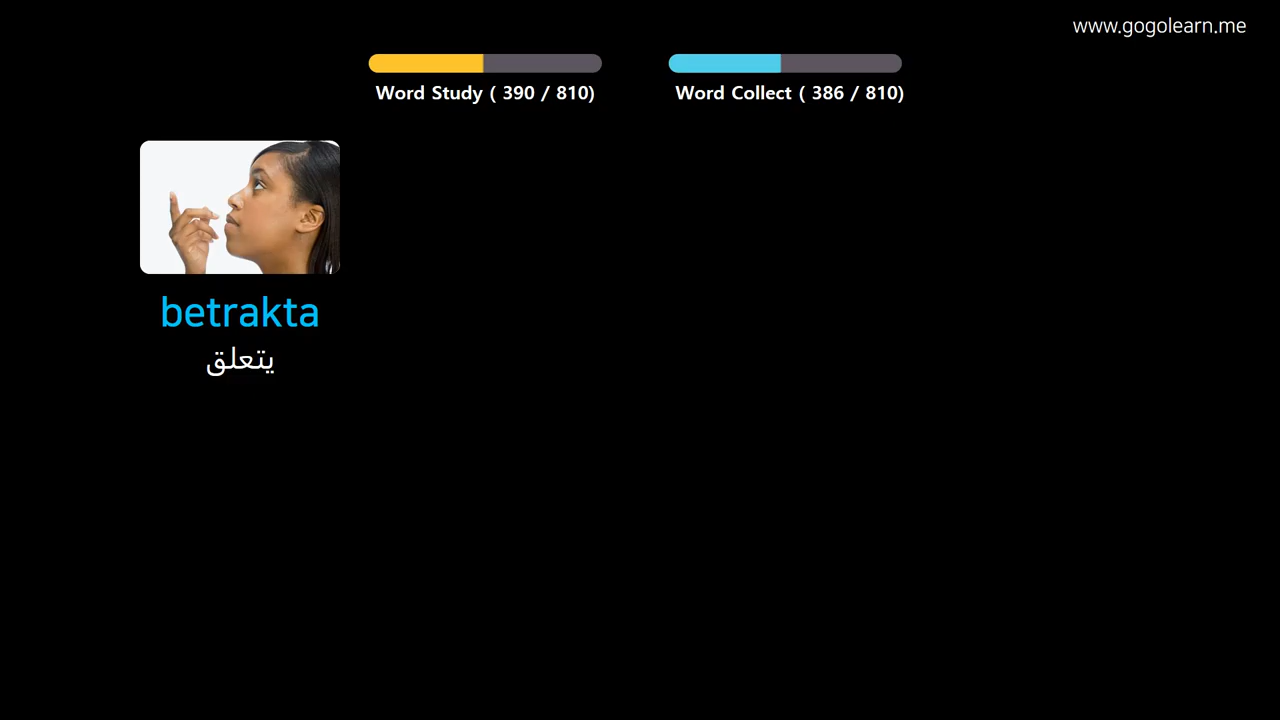 www.gogolearn.me
Word Study ( 390 / 810)
Word Collect ( 386 / 810)
betrakta
يتعلق